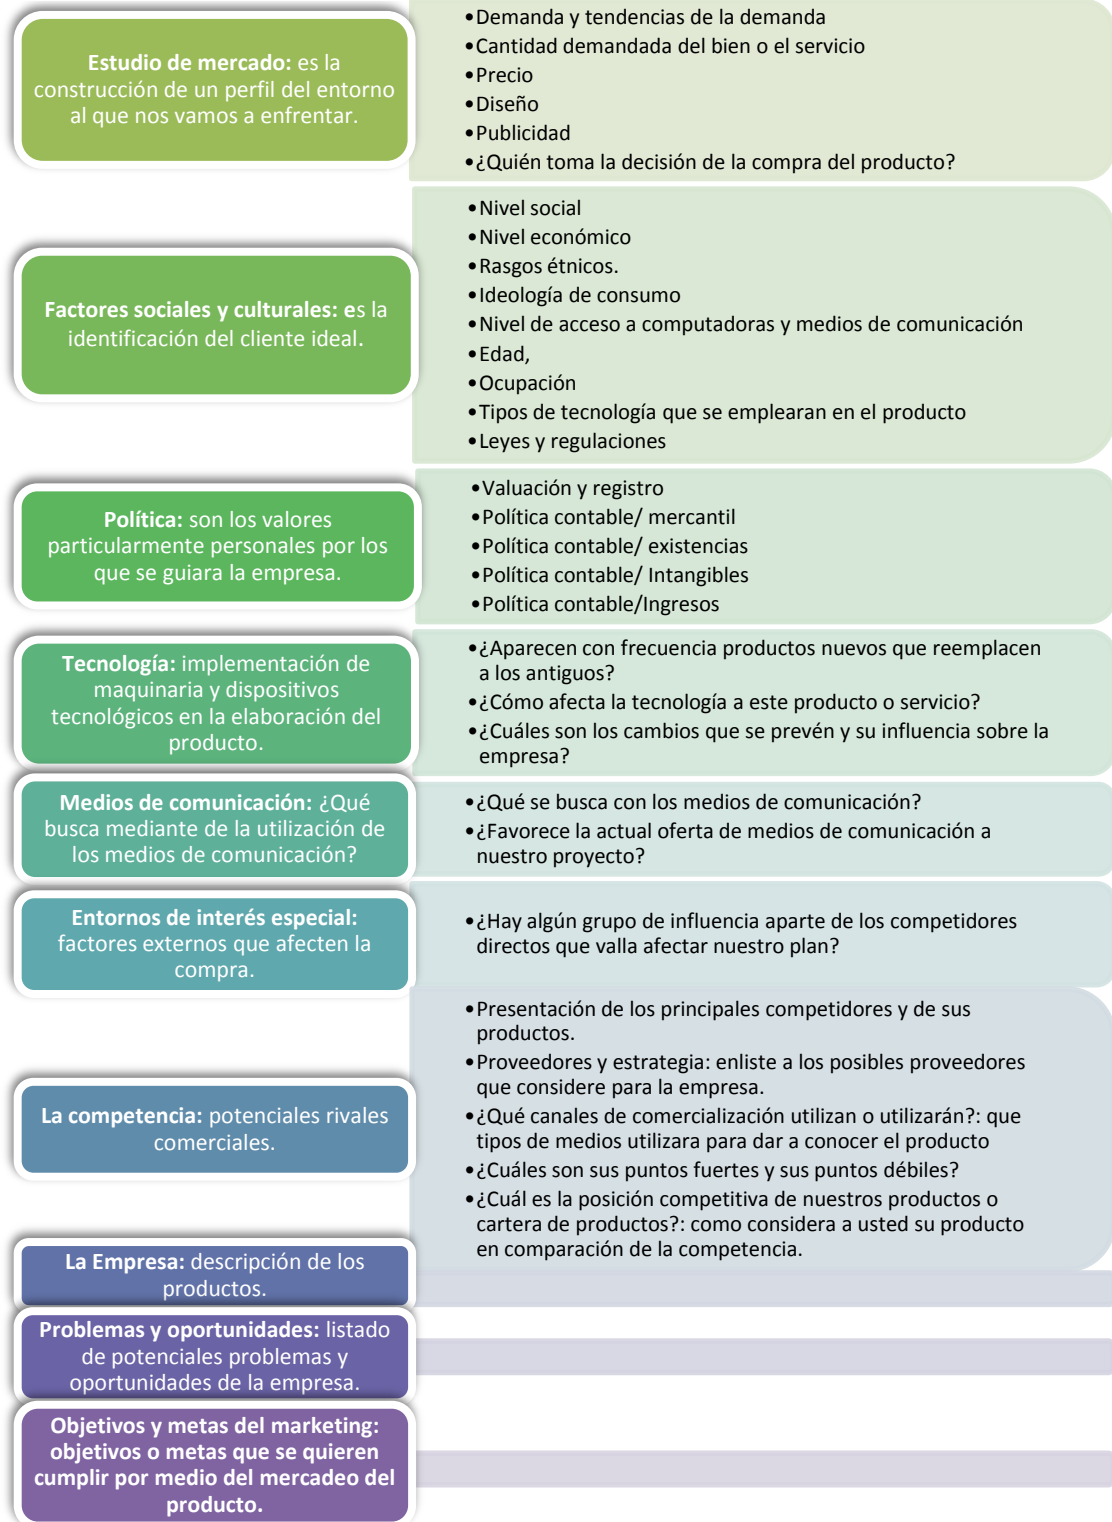 Estudio de mercado: es la
construcción de un perfil del entorno
al que nos vamos a enfrentar.
•Demanda y tendencias de la demanda
•Cantidad demandada del bien o el servicio
•Precio
•Diseño
•Publicidad
•¿Quién toma la decisión de la compra del producto?
Factores sociales y culturales: es la
identificación del cliente ideal.
•Nivel social
•Nivel económico
•Rasgos étnicos.
•Ideología de consumo
•Nivel de acceso a computadoras y medios de comunicación
•Edad,
•Ocupación
•Tipos de tecnología que se emplearan en el producto
•Leyes y regulaciones
Política: son los valores
particularmente personales por los
que se guiara la empresa.
•Valuación y registro
•Política contable/ mercantil
•Política contable/ existencias
•Política contable/ Intangibles
•Política contable/Ingresos
Tecnología: implementación de
maquinaria y dispositivos
tecnológicos en la elaboración del
producto.
•¿Aparecen con frecuencia productos nuevos que reemplacen
a los antiguos?
•¿Cómo afecta la tecnología a este producto o servicio?
•¿Cuáles son los cambios que se prevén y su influencia sobre la
empresa?
Medios de comunicación: ¿Qué
busca mediante de la utilización de
los medios de comunicación?
•¿Qué se busca con los medios de comunicación?
•¿Favorece la actual oferta de medios de comunicación a
nuestro proyecto?
Entornos de interés especial:
factores externos que afecten la
compra.
•¿Hay algún grupo de influencia aparte de los competidores
directos que valla afectar nuestro plan?
La competencia: potenciales rivales
comerciales.
•Presentación de los principales competidores y de sus
productos.
•Proveedores y estrategia: enliste a los posibles proveedores
que considere para la empresa.
•¿Qué canales de comercialización utilizan o utilizarán?: que
tipos de medios utilizara para dar a conocer el producto
•¿Cuáles son sus puntos fuertes y sus puntos débiles?
•¿Cuál es la posición competitiva de nuestros productos o
cartera de productos?: como considera a usted su producto
en comparación de la competencia.
La Empresa: descripción de los
productos.
Problemas y oportunidades: listado
de potenciales problemas y
oportunidades de la empresa.
Objetivos y metas del marketing:
objetivos o metas que se quieren
cumplir por medio del mercadeo del
producto.